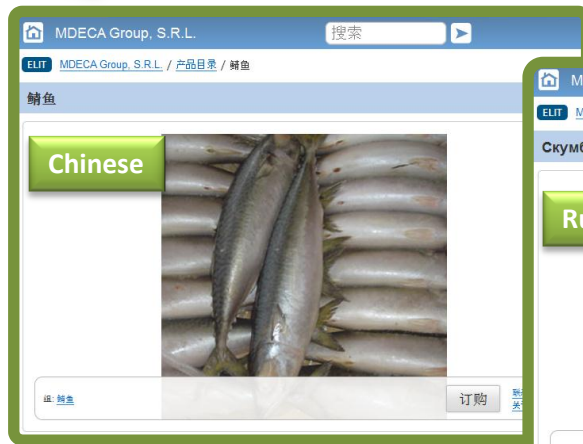 MDECA Group, S.R.L.
搜索
ELIT MDECA Group, S.R.L. / 产品目录 / 鲭鱼
鲭鱼
Chinese
组: 鲭鱼
订购
M
ELIT M
Скумб
Ru